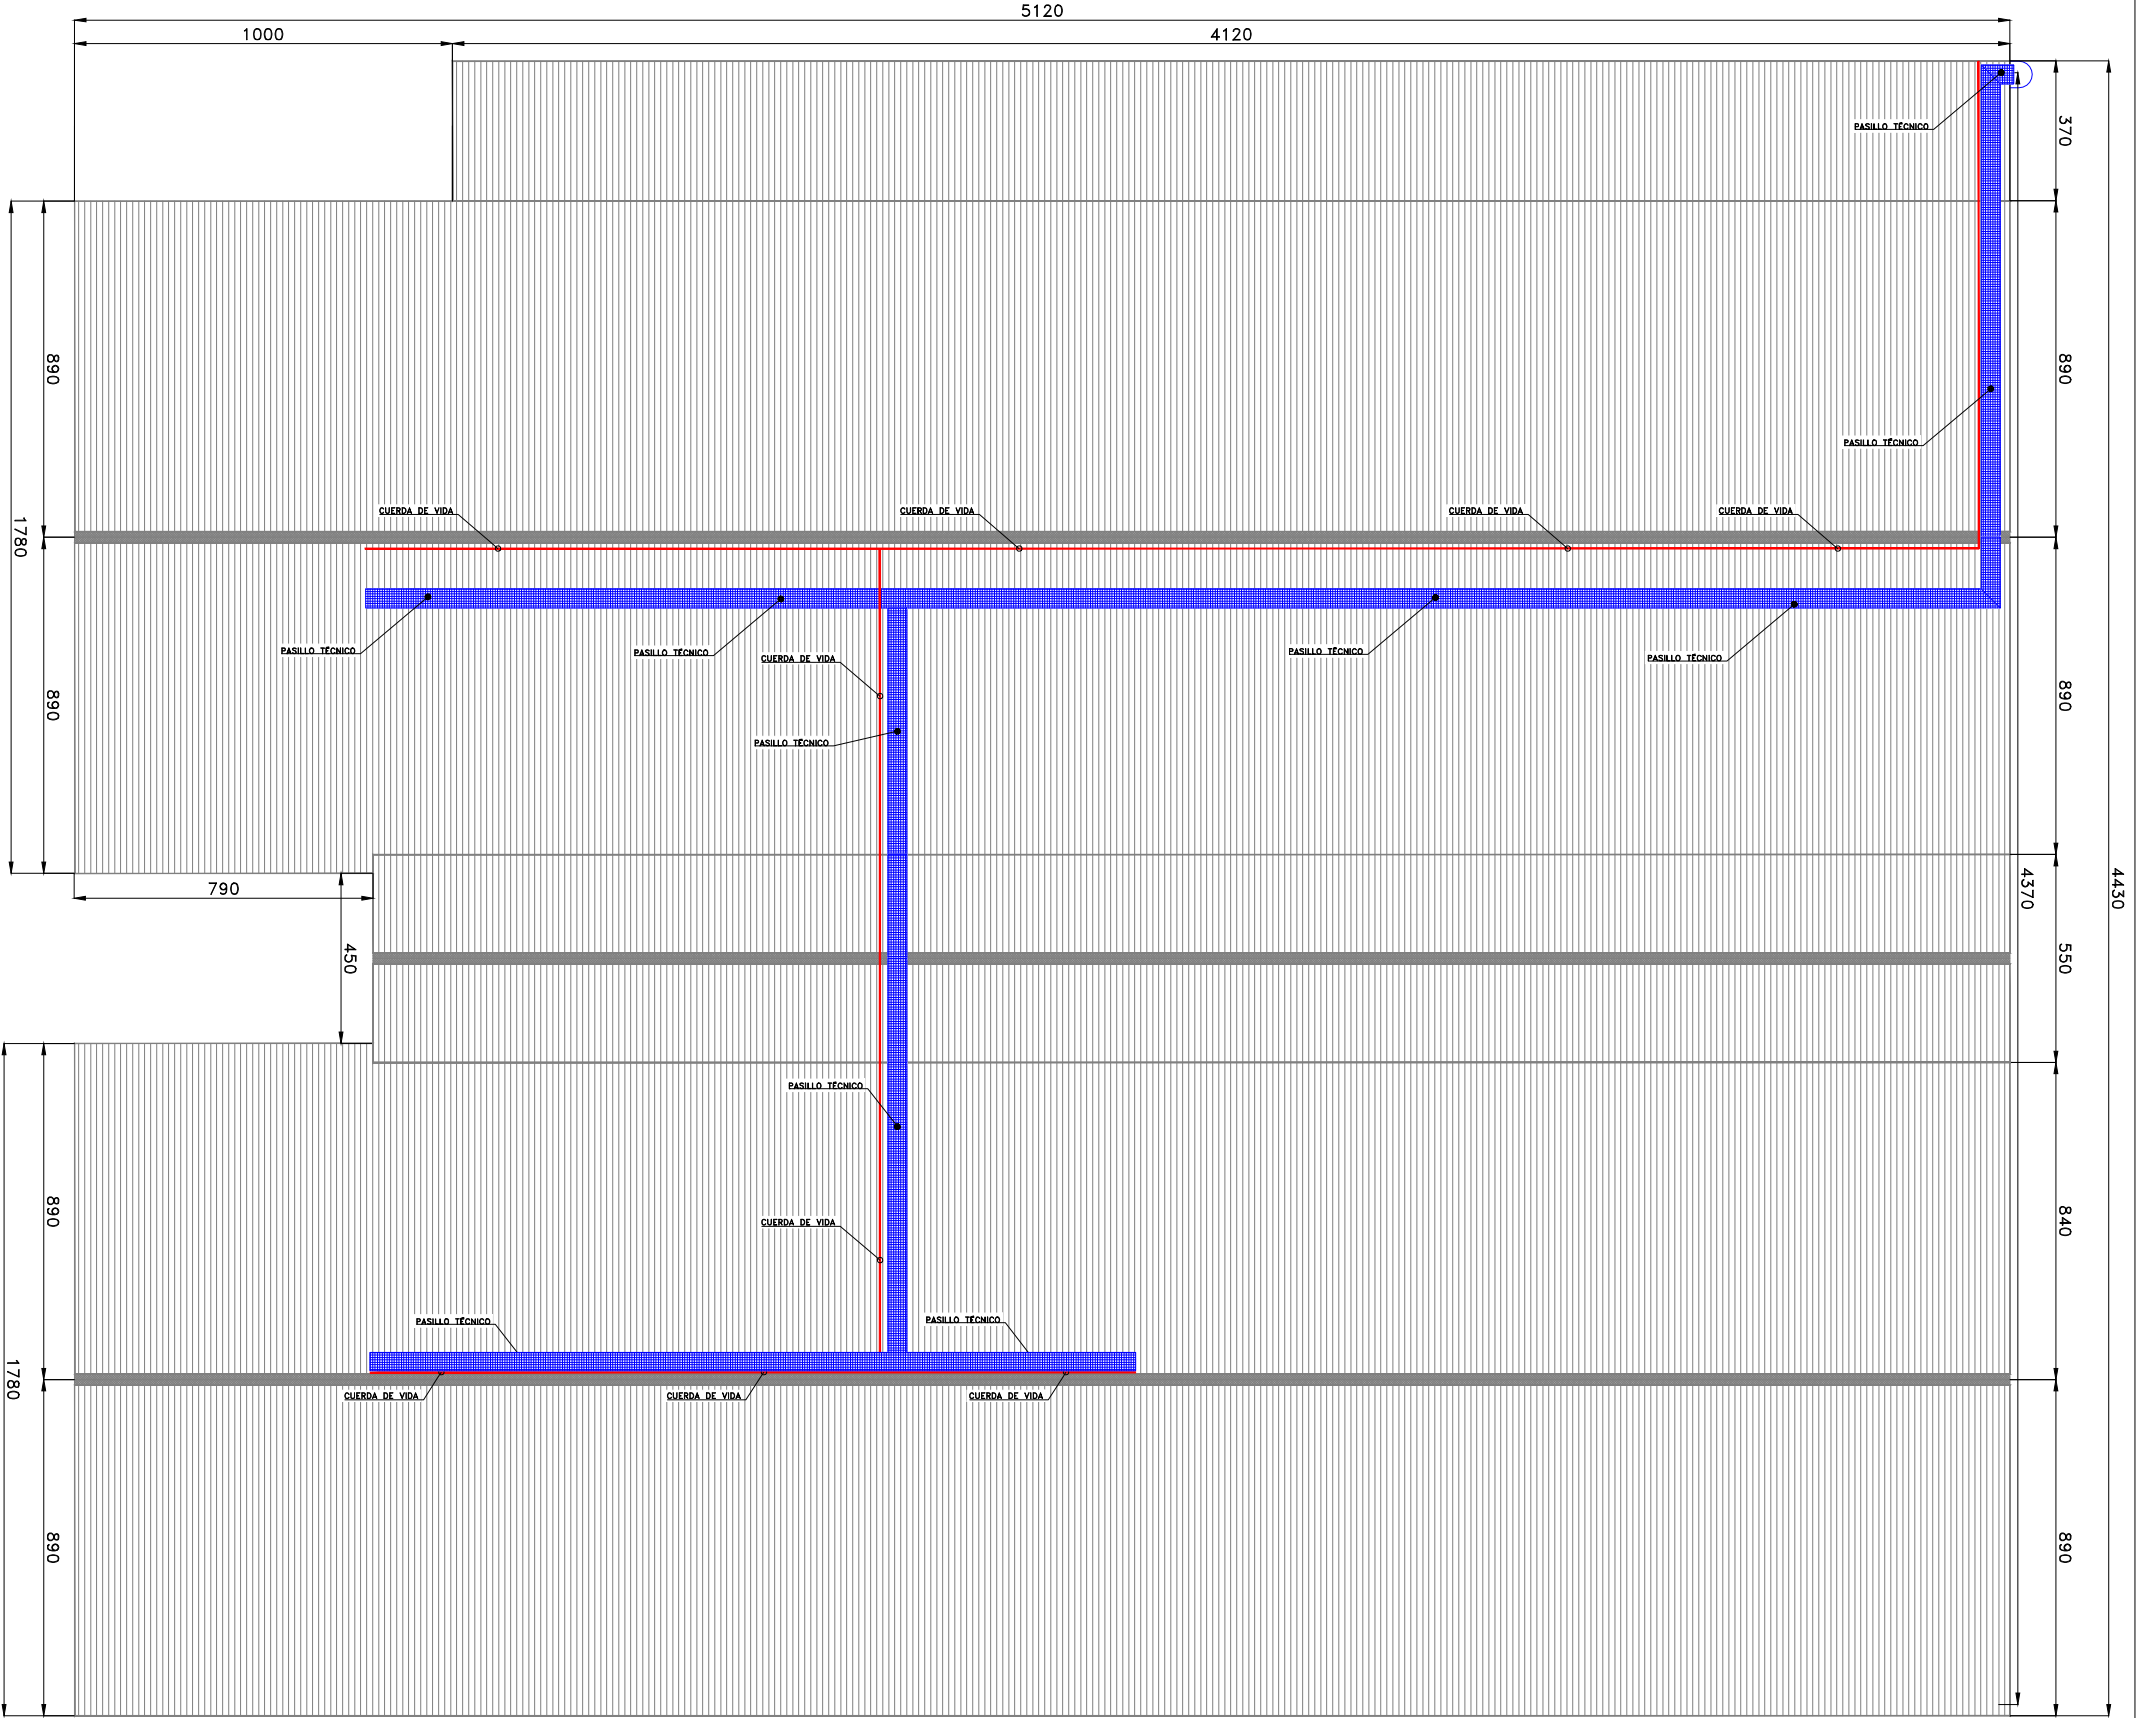 5120
1000
4120
370
PASILLO TÉCNICO
890
890
PASILLO TÉCNICO
CUERDA DE VIDA
CUERDA DE VIDA
CUERDA DE VIDA
CUERDA DE VIDA
1780
PASILLO TÉCNICO
PASILLO TÉCNICO
PASILLO TÉCNICO
PASILLO TÉCNICO
CUERDA DE VIDA
890
890
PASILLO TÉCNICO
790
4370
4430
450
550
PASILLO TÉCNICO
890
840
CUERDA DE VIDA
PASILLO TÉCNICO
PASILLO TÉCNICO
1780
CUERDA DE VIDA
CUERDA DE VIDA
CUERDA DE VIDA
890
890